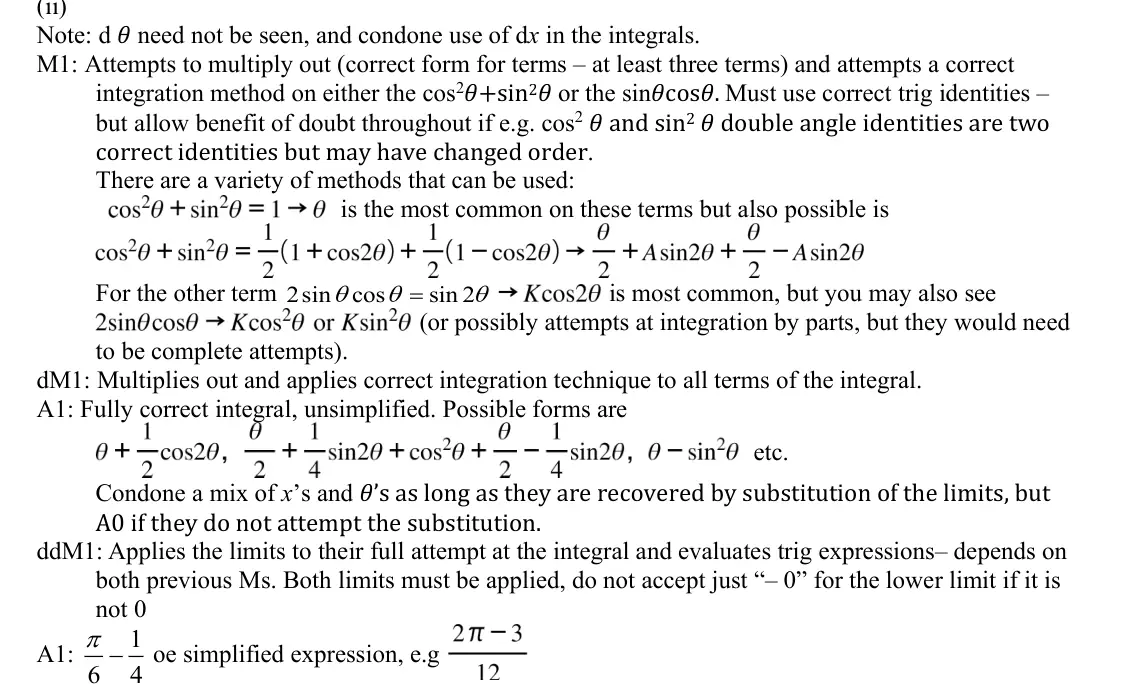 (ii)
Note: d θ need not be seen, and condone use of dx in the integrals.
M1: Attempts to multiply out (correct form for terms – at least three terms) and attempts a correct
integration method on either the cos²θ+sin²θ or the sinθcosθ. Must use correct trig identities –
but allow benefit of doubt throughout if e.g. cos² θ and sin² θ double angle identities are two
correct identities but may have changed order.
There are a variety of methods that can be used:
cos²θ + sin²θ = 1 → θ is the most common on these terms but also possible is
cos²θ + sin²θ = 1/2(1 + cos2θ) + 1/2(1 − cos2θ) → θ/2 + A sin2θ + θ/2 − A sin2θ
For the other term 2 sin θ cos θ = sin 2θ → Kcos2θ is most common, but you may also see
2sinθcosθ → Kcos²θ or Ksin²θ (or possibly attempts at integration by parts, but they would need
to be complete attempts).
dM1: Multiplies out and applies correct integration technique to all terms of the integral.
A1: Fully correct integral, unsimplified. Possible forms are
θ + 1/2 cos2θ, θ/2 + 1/4 sin2θ + cos²θ + θ/2 − 1/4 sin2θ, θ − sin²θ etc.
Condone a mix of x's and θ's as long as they are recovered by substitution of the limits, but
A0 if they do not attempt the substitution.
ddM1: Applies the limits to their full attempt at the integral and evaluates trig expressions– depends on
both previous Ms. Both limits must be applied, do not accept just “– 0” for the lower limit if it is
not 0
A1: π/6 − 1/4 oe simplified expression, e.g (2π − 3)/12